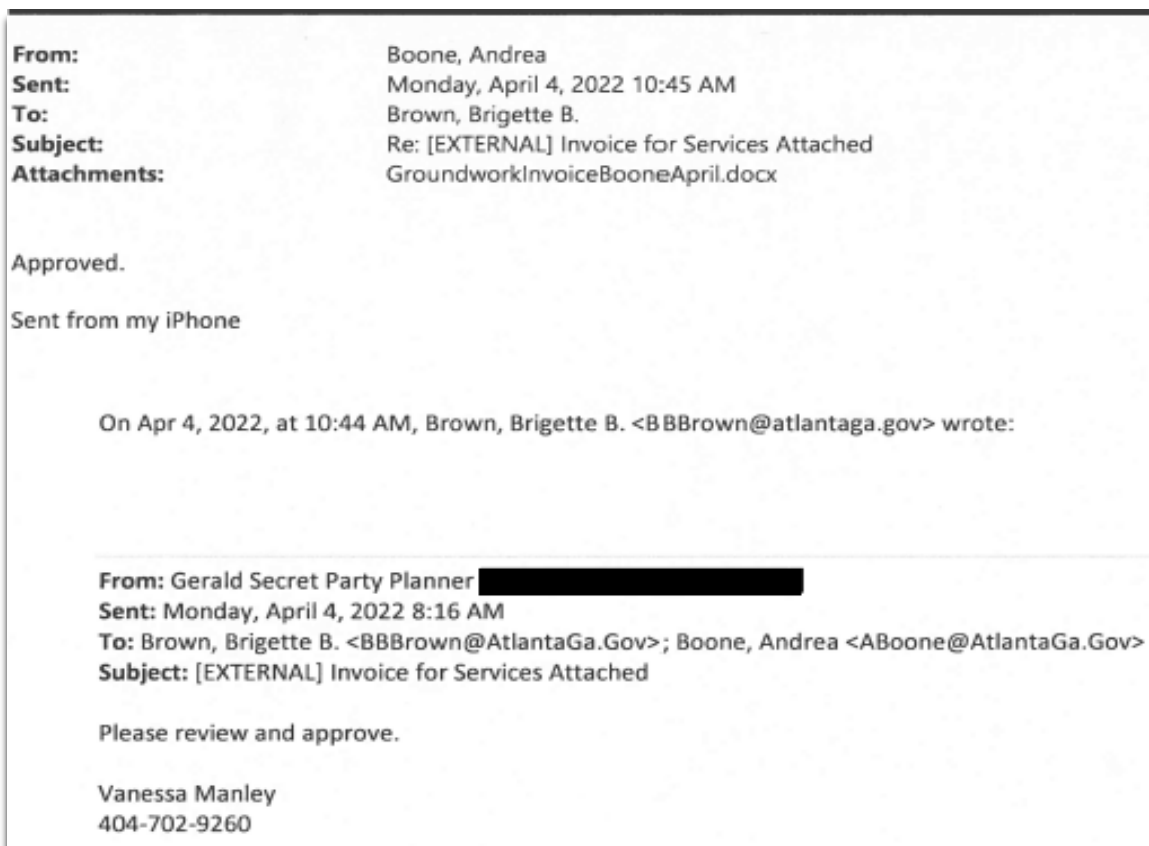 From: Boone, Andrea
Sent: Monday, April 4, 2022 10:45 AM
To: Brown, Brigette B.
Subject: Re: [EXTERNAL] Invoice for Services Attached
Attachments: GroundworkInvoiceBooneApril.docx
Approved.
Sent from my iPhone
On Apr 4, 2022, at 10:44 AM, Brown, Brigette B. <BBBrown@atlantaga.gov> wrote:
From: Gerald Secret Party Planner
Sent: Monday, April 4, 2022 8:16 AM
To: Brown, Brigette B. <BBBrown@AtlantaGa.Gov>; Boone, Andrea <ABoone@AtlantaGa.Gov>
Subject: [EXTERNAL] Invoice for Services Attached
Please review and approve.
Vanessa Manley
404-702-9260